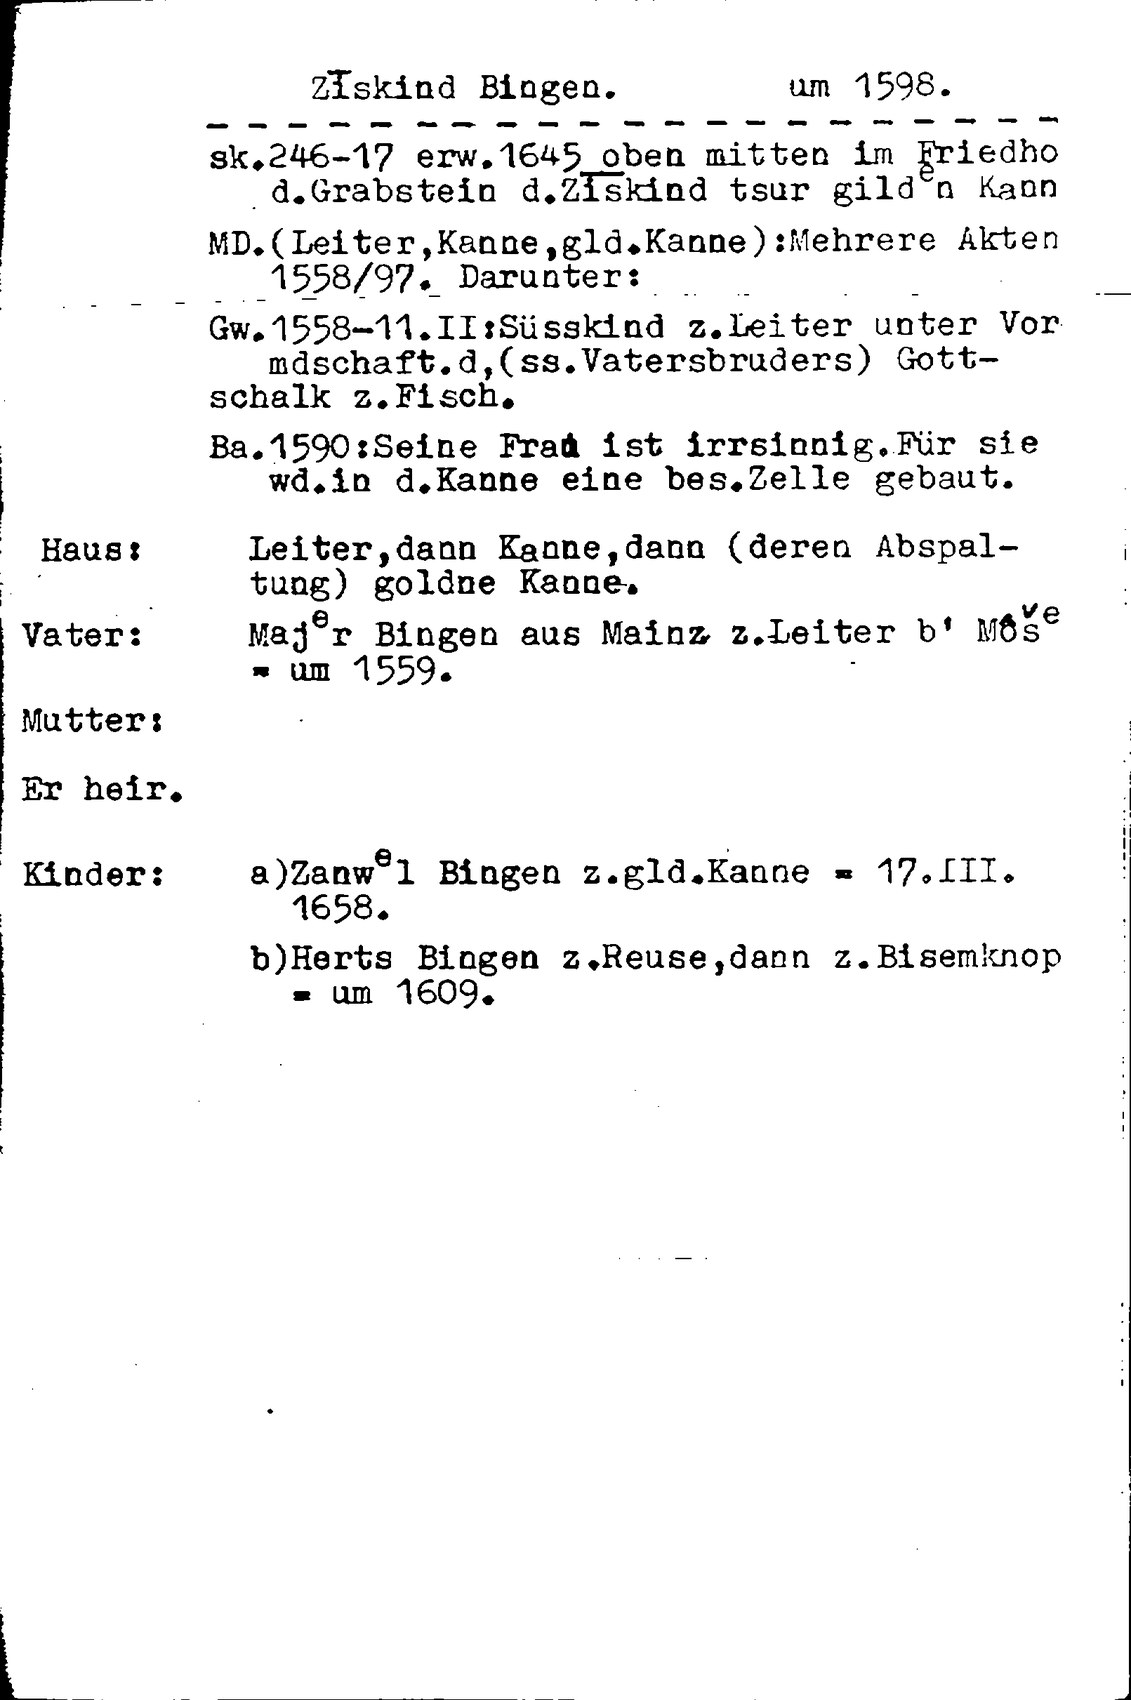 Zīskind Bingen. um 1598.
sk.246-17 erw.1645 oben mitten im Friedho
d.Grabstein d.Zīskind tsur gildᵉn Kann
MD.(Leiter,Kanne,gld.Kanne):Mehrere Akten
1558/97. Darunter:
Gw.1558-11.II:Süsskind z.Leiter unter Vor
mdschaft.d,(ss.Vatersbruders) Gott-
schalk z.Fisch.
Ba.1590:Seine Frau ist irrsinnig.Für sie
wd.in d.Kanne eine bes.Zelle gebaut.
Haus: Leiter,dann Kanne,dann (deren Abspal-
tung) goldne Kanne.
Vater: Majᵉr Bingen aus Mainz z.Leiter b' Môšᵉ
= um 1559.
Mutter:
Er heir.
Kinder: a)Zanwᵉl Bingen z.gld.Kanne = 17.III.
1658.
b)Herts Bingen z.Reuse,dann z.Bisemknop
= um 1609.